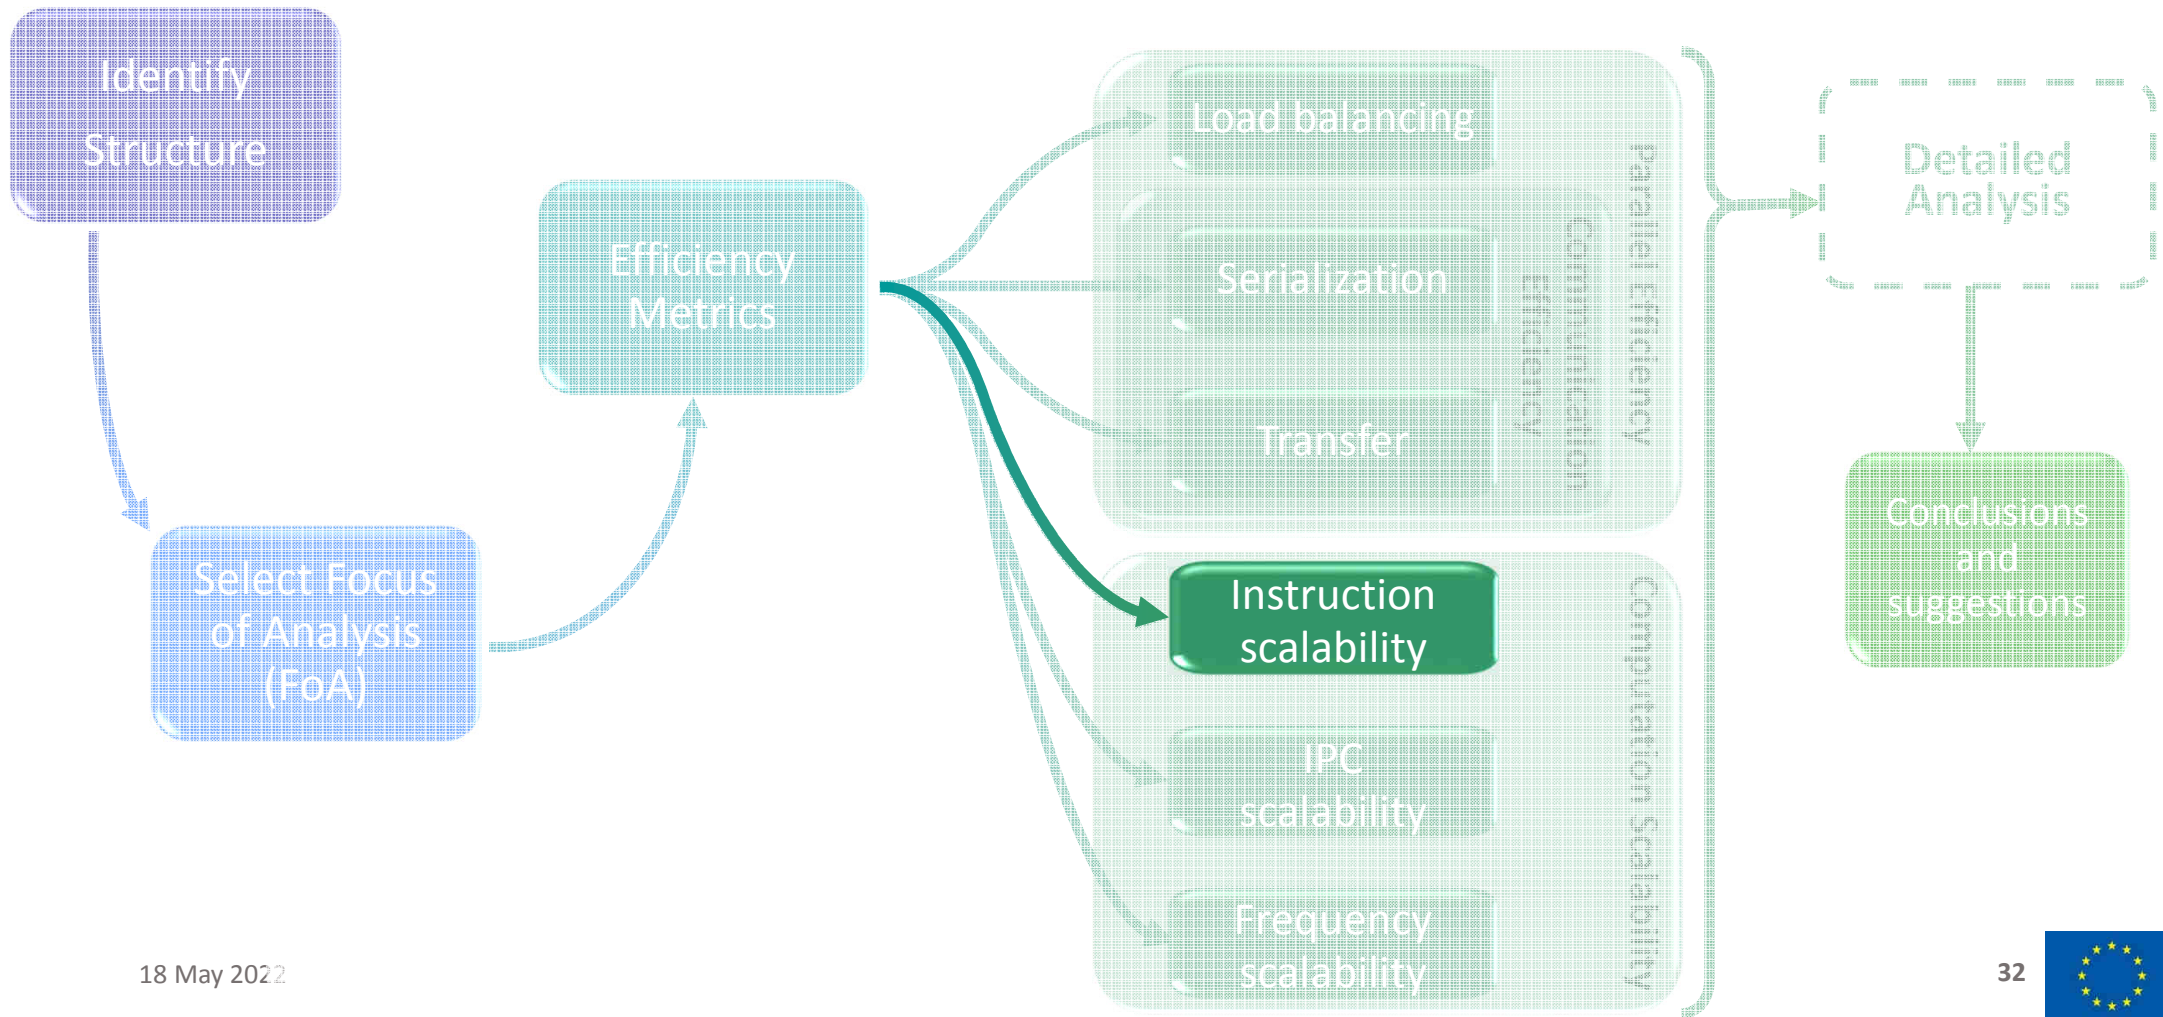 Identify
Structure
Select Focus
of Analysis
(FoA)
Efficiency
Metrics
Load balancing
Serialization
Transfer
Communication
Efficiency
Parallel Efficiency
Instruction
scalability
IPC
scalability
Frequency
scalability
Computation Scalability
Detailed
Analysis
Conclusions
and
suggestions
18 May 2022
32